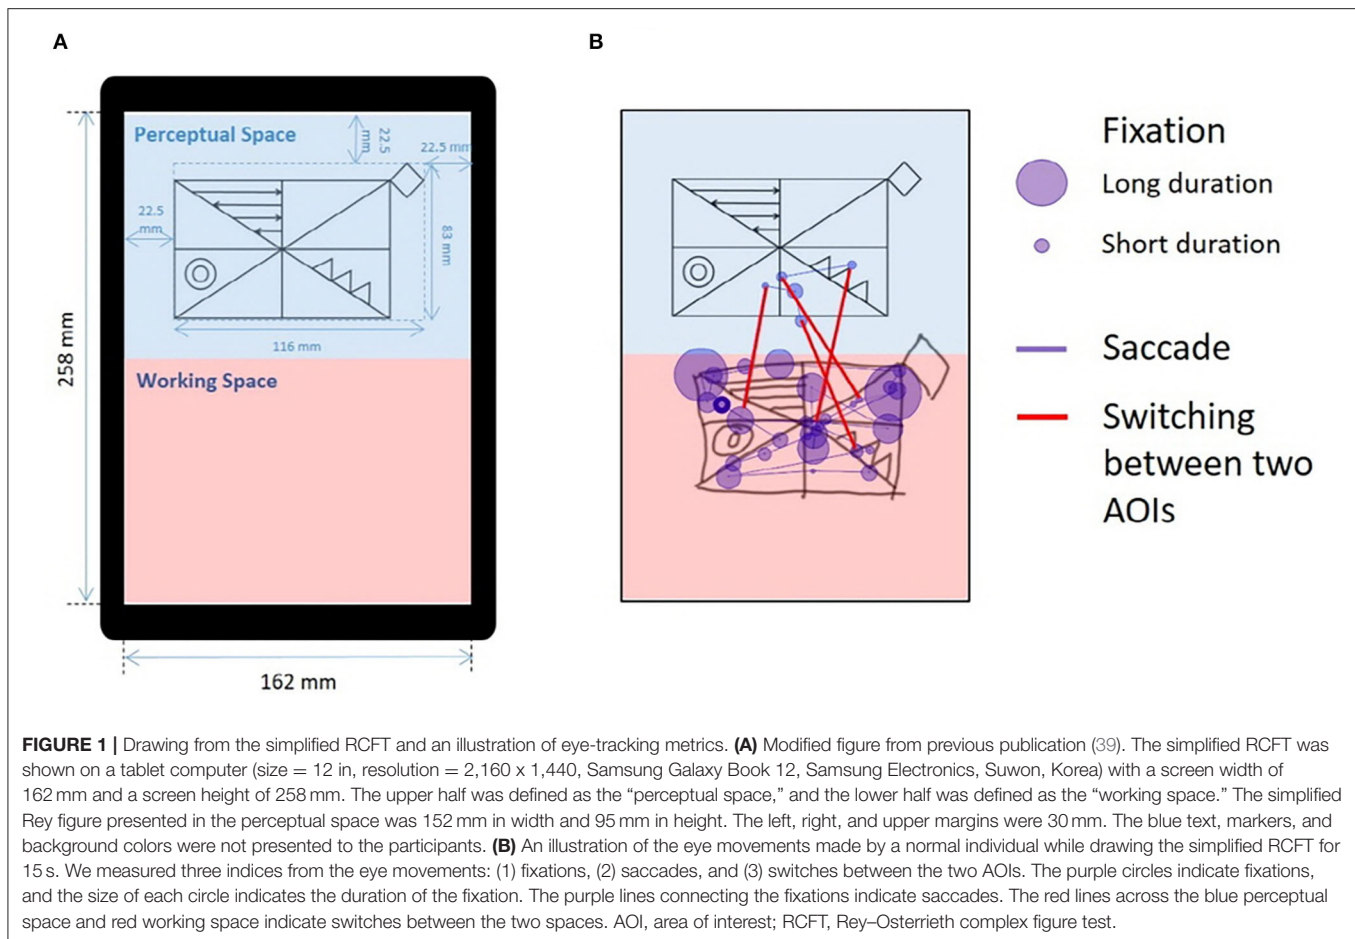 A
B
Perceptual Space
22.5
mm
22.5 mm
22.5
mm
83 mm
116 mm
258 mm
Working Space
162 mm
Fixation
Long duration
Short duration
Saccade
Switching
between two
AOIs
FIGURE 1 | Drawing from the simplified RCFT and an illustration of eye-tracking metrics. (A) Modified figure from previous publication (39). The simplified RCFT was
shown on a tablet computer (size = 12 in, resolution = 2,160 x 1,440, Samsung Galaxy Book 12, Samsung Electronics, Suwon, Korea) with a screen width of
162 mm and a screen height of 258 mm. The upper half was defined as the “perceptual space,” and the lower half was defined as the “working space.” The simplified
Rey figure presented in the perceptual space was 152 mm in width and 95 mm in height. The left, right, and upper margins were 30 mm. The blue text, markers, and
background colors were not presented to the participants. (B) An illustration of the eye movements made by a normal individual while drawing the simplified RCFT for
15 s. We measured three indices from the eye movements: (1) fixations, (2) saccades, and (3) switches between the two AOIs. The purple circles indicate fixations,
and the size of each circle indicates the duration of the fixation. The purple lines connecting the fixations indicate saccades. The red lines across the blue perceptual
space and red working space indicate switches between the two spaces. AOI, area of interest; RCFT, Rey–Osterrieth complex figure test.